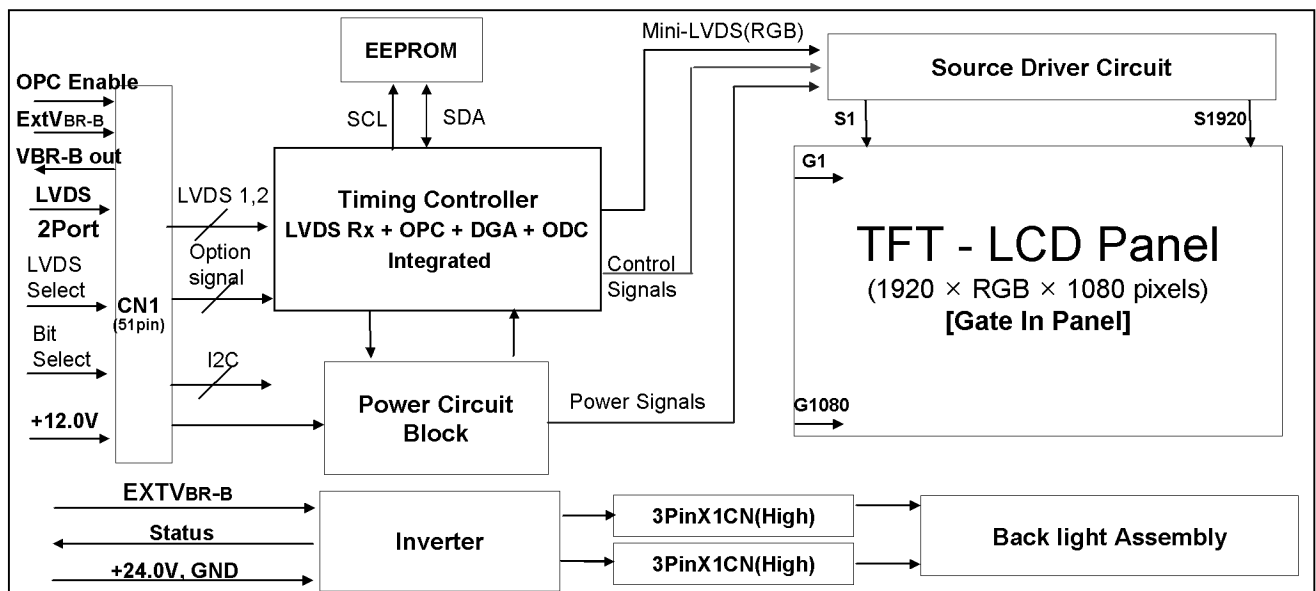 EEPROM
SCL
SDA
Mini-LVDS(RGB)
Source Driver Circuit
S1
S1920
OPC Enable
ExtVBR-B
VBR-B out
LVDS
2Port
LVDS
Select
Bit
Select
+12.0V
CN1
(51pin)
LVDS 1,2
Option
signal
I2C
Timing Controller
LVDS Rx + OPC + DGA + ODC
Integrated
Control
Signals
Power Circuit
Block
Power Signals
G1
TFT - LCD Panel
(1920 × RGB × 1080 pixels)
[Gate In Panel]
G1080
EXTVBR-B
Status
+24.0V, GND
Inverter
3PinX1CN(High)
3PinX1CN(High)
Back light Assembly